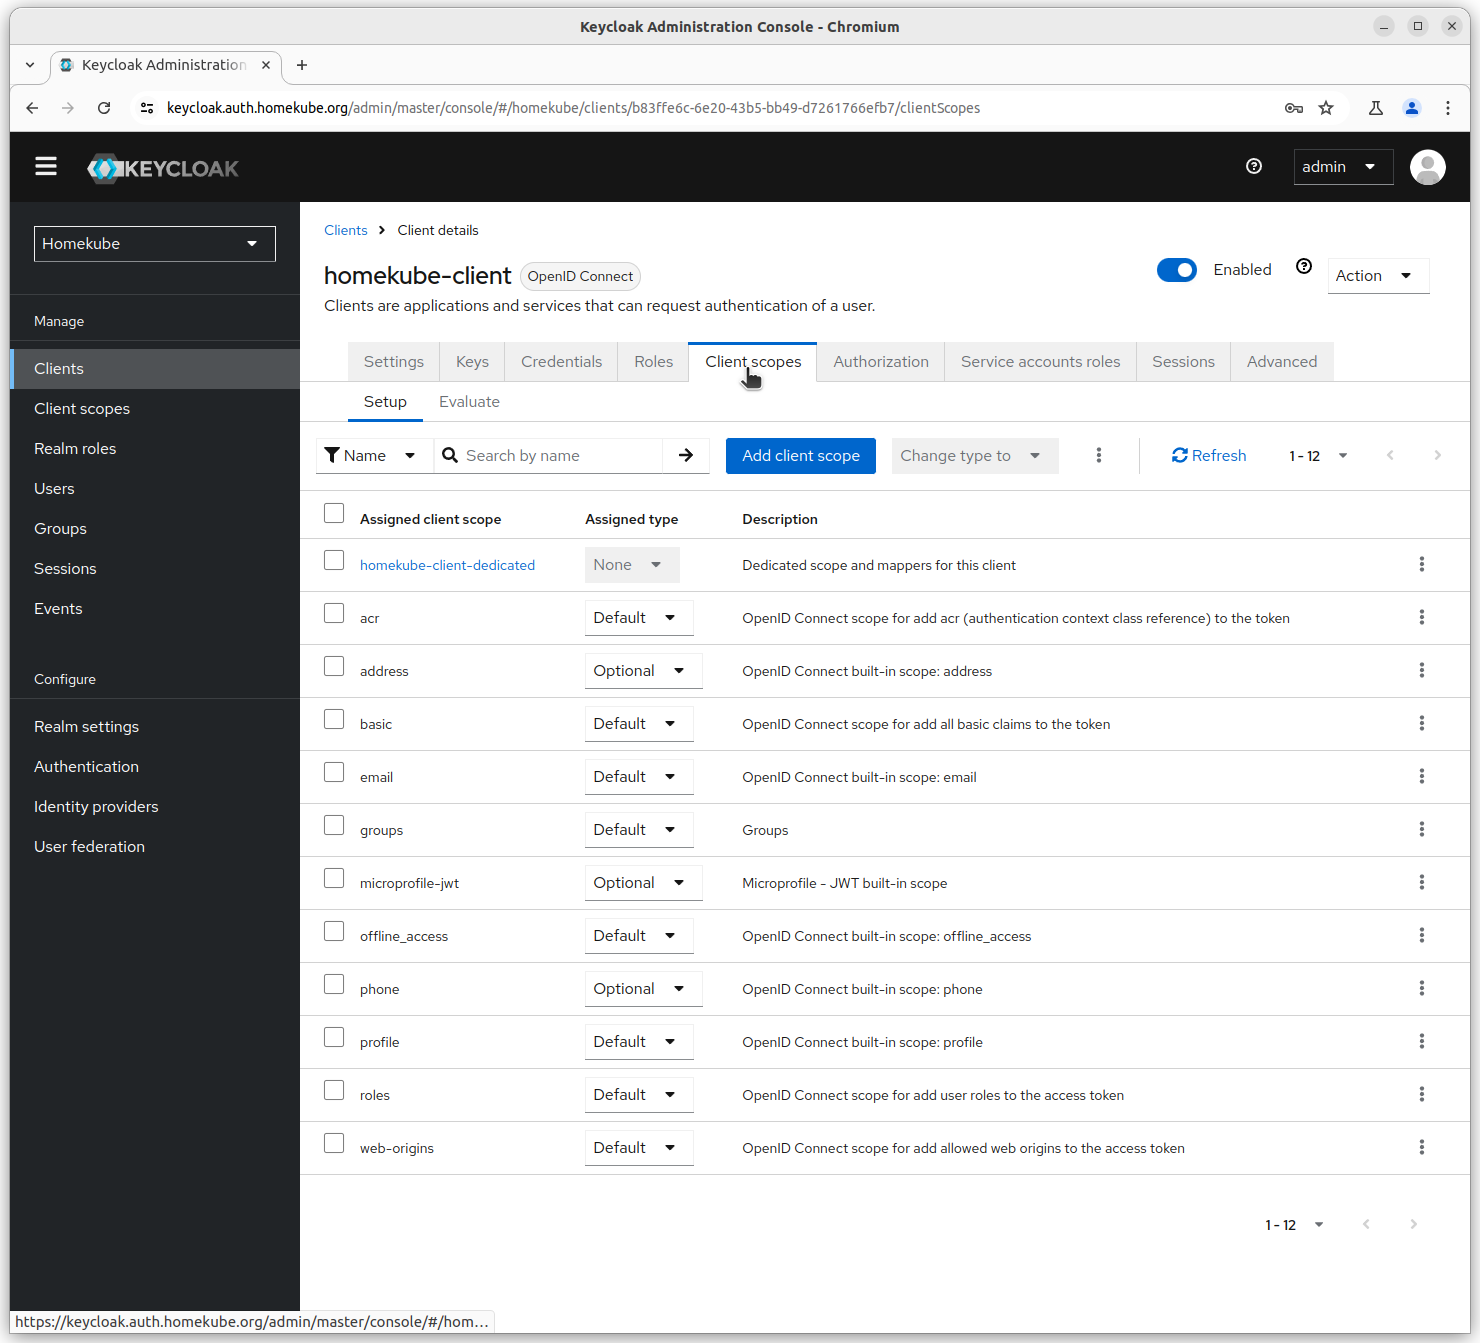 Keycloak Administration Console - Chromium
Keycloak Administration
keycloak.auth.homekube.org/admin/master/console/#/homekube/clients/b83ffe6c-6e20-43b5-bb49-d7261766efb7/clientScopes
KEYCLOAK
admin
Homekube
Manage
Clients
Client scopes
Realm roles
Users
Groups
Sessions
Events
Configure
Realm settings
Authentication
Identity providers
User federation
Clients > Client details
homekube-client OpenID Connect
Enabled
Action
Clients are applications and services that can request authentication of a user.
Settings Keys Credentials Roles Client scopes Authorization Service accounts roles Sessions Advanced
Setup Evaluate
Name Search by name Add client scope Change type to Refresh 1 - 12
Assigned client scope Assigned type Description
homekube-client-dedicated None Dedicated scope and mappers for this client
acr Default OpenID Connect scope for add acr (authentication context class reference) to the token
address Optional OpenID Connect built-in scope: address
basic Default OpenID Connect scope for add all basic claims to the token
email Default OpenID Connect built-in scope: email
groups Default Groups
microprofile-jwt Optional Microprofile - JWT built-in scope
offline_access Default OpenID Connect built-in scope: offline_access
phone Optional OpenID Connect built-in scope: phone
profile Default OpenID Connect built-in scope: profile
roles Default OpenID Connect scope for add user roles to the access token
web-origins Default OpenID Connect scope for add allowed web origins to the access token
1 - 12
https://keycloak.auth.homekube.org/admin/master/console/#/hom...